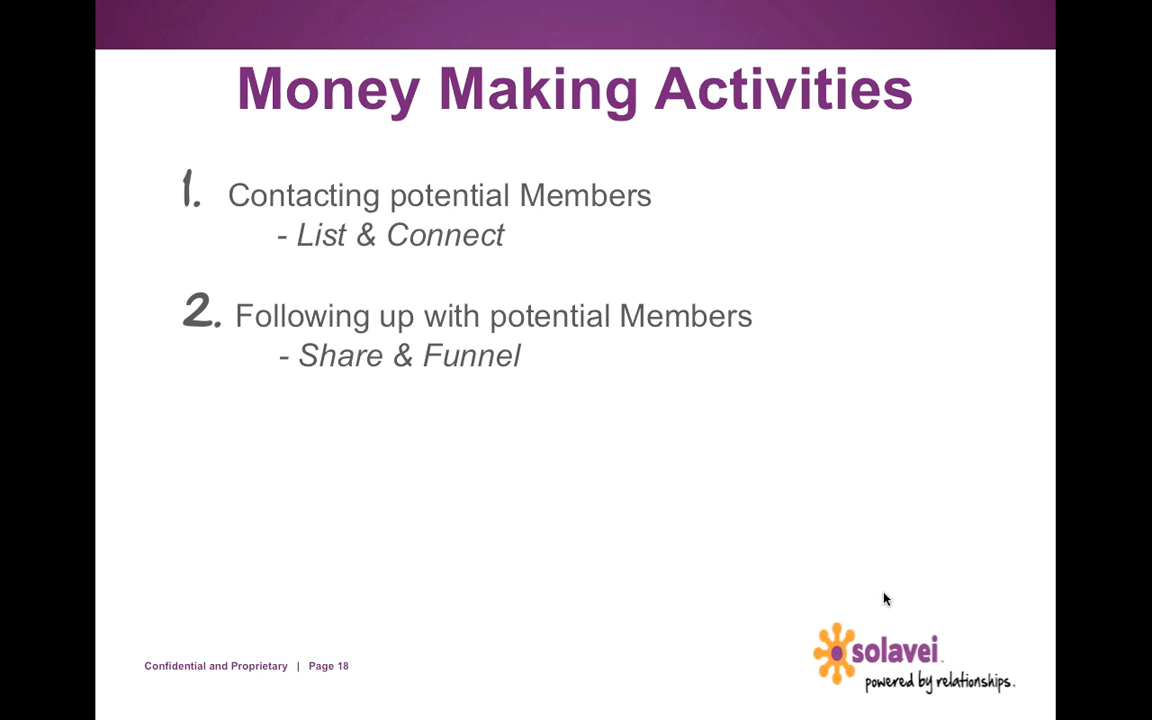 Money Making Activities
1. Contacting potential Members
- List & Connect
2. Following up with potential Members
- Share & Funnel
Confidential and Proprietary | Page 18
solavei
powered by relationships.